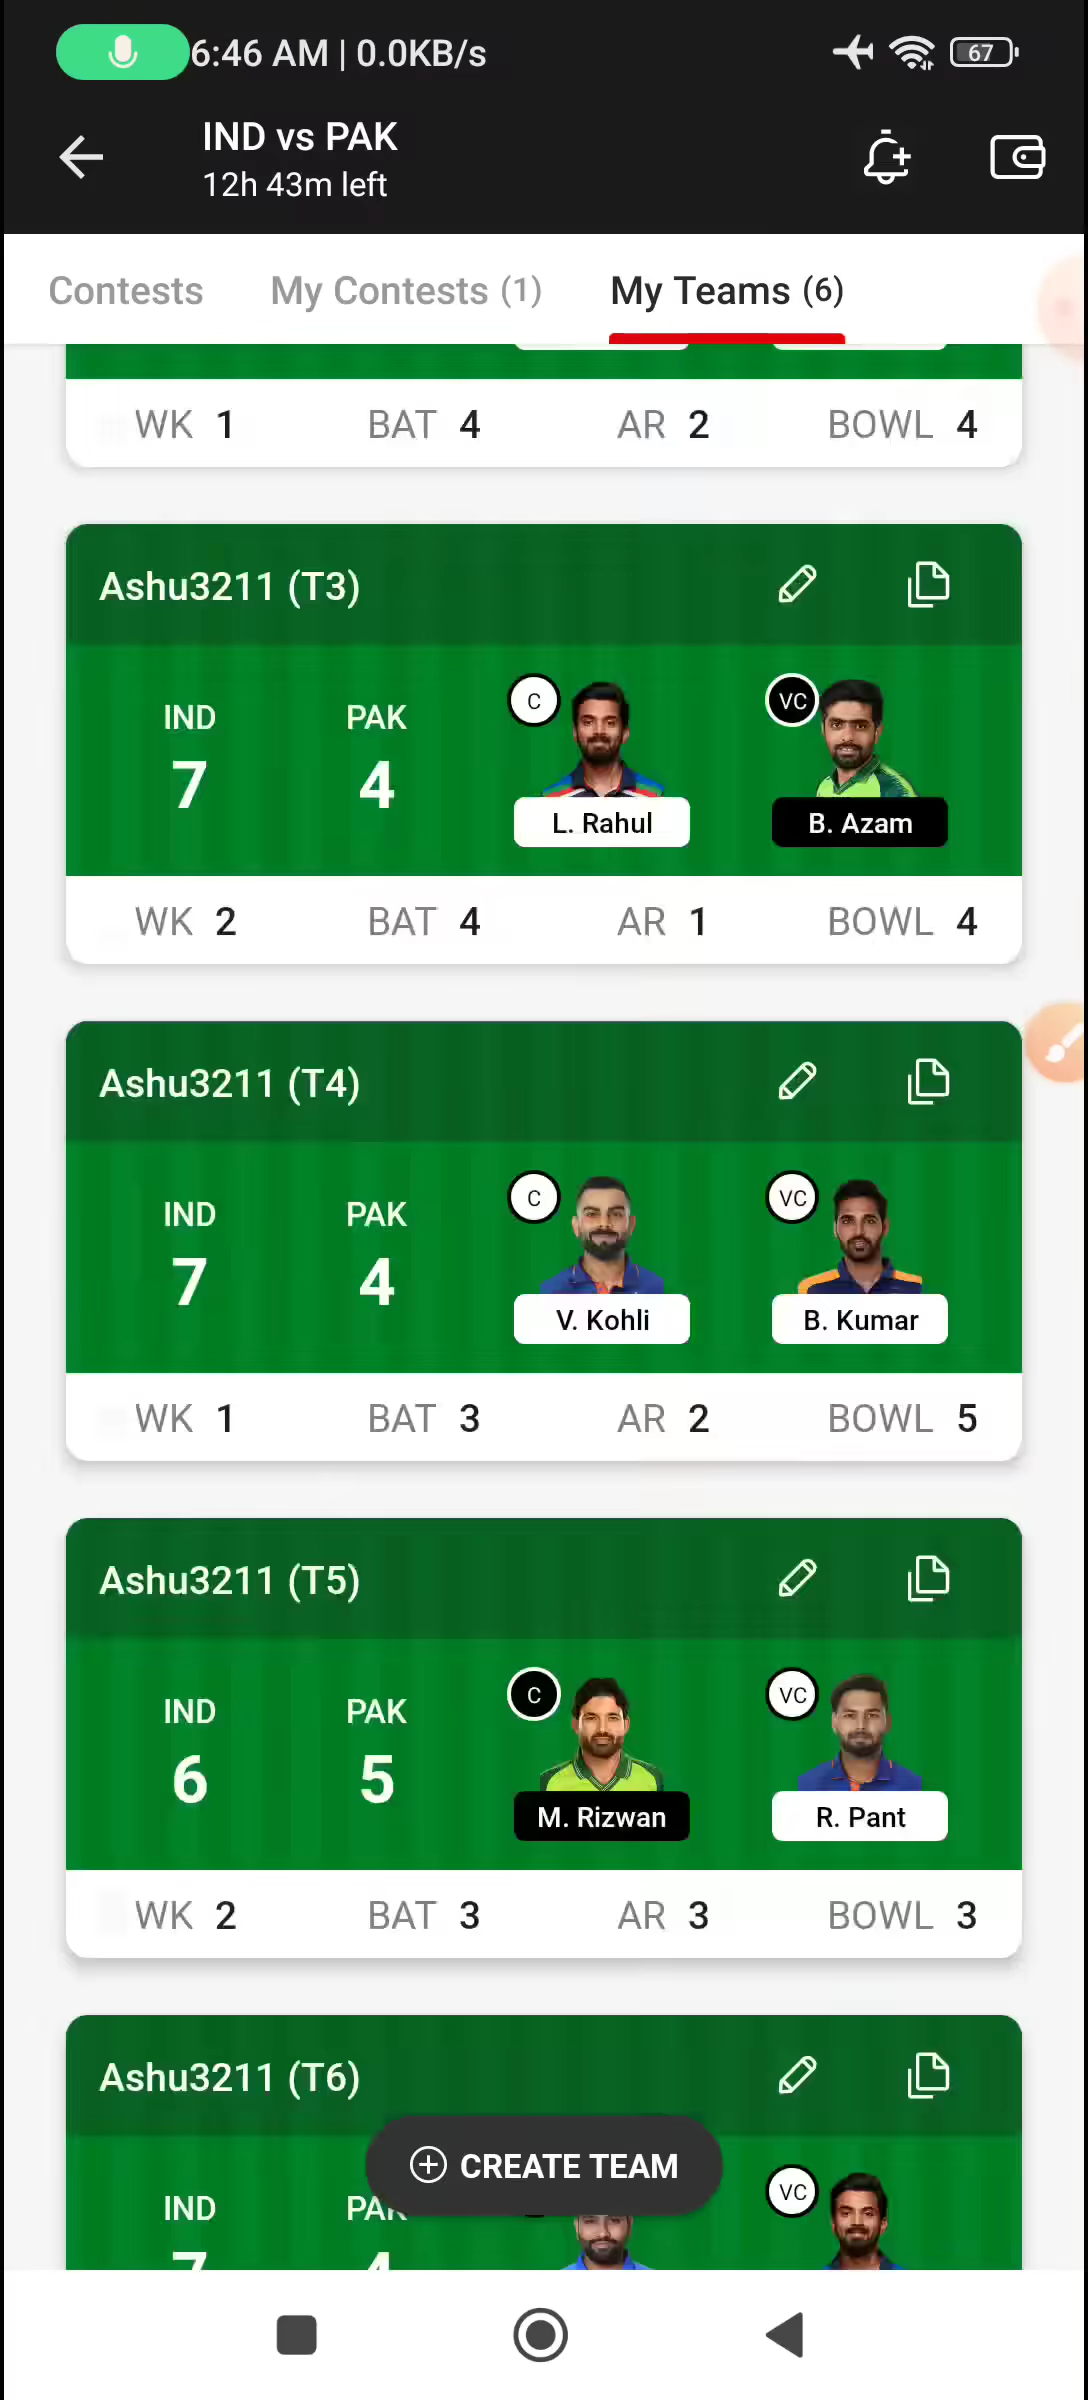 6:46 AM | 0.0KB/s 67
IND vs PAK
12h 43m left
Contests My Contests (1) My Teams (6)
WK 1 BAT 4 AR 2 BOWL 4
Ashu3211 (T3)
IND PAK C VC
7 4
L. Rahul B. Azam
WK 2 BAT 4 AR 1 BOWL 4
Ashu3211 (T4)
IND PAK C VC
7 4
V. Kohli B. Kumar
WK 1 BAT 3 AR 2 BOWL 5
Ashu3211 (T5)
IND PAK C VC
6 5
M. Rizwan R. Pant
WK 2 BAT 3 AR 3 BOWL 3
Ashu3211 (T6)
CREATE TEAM
IND PAK VC
7 4